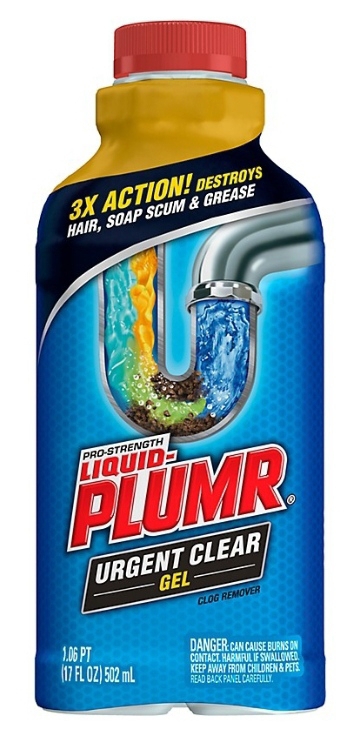 3X ACTION! DESTROYS
HAIR, SOAP SCUM & GREASE
PRO-STRENGTH
LIQUID-
PLUMR®
URGENT CLEAR
GEL
CLOG REMOVER
1.06 PT
(17 FL OZ) 502 mL
DANGER: CAN CAUSE BURNS ON
CONTACT. HARMFUL IF SWALLOWED.
KEEP AWAY FROM CHILDREN & PETS.
READ BACK PANEL CAREFULLY.